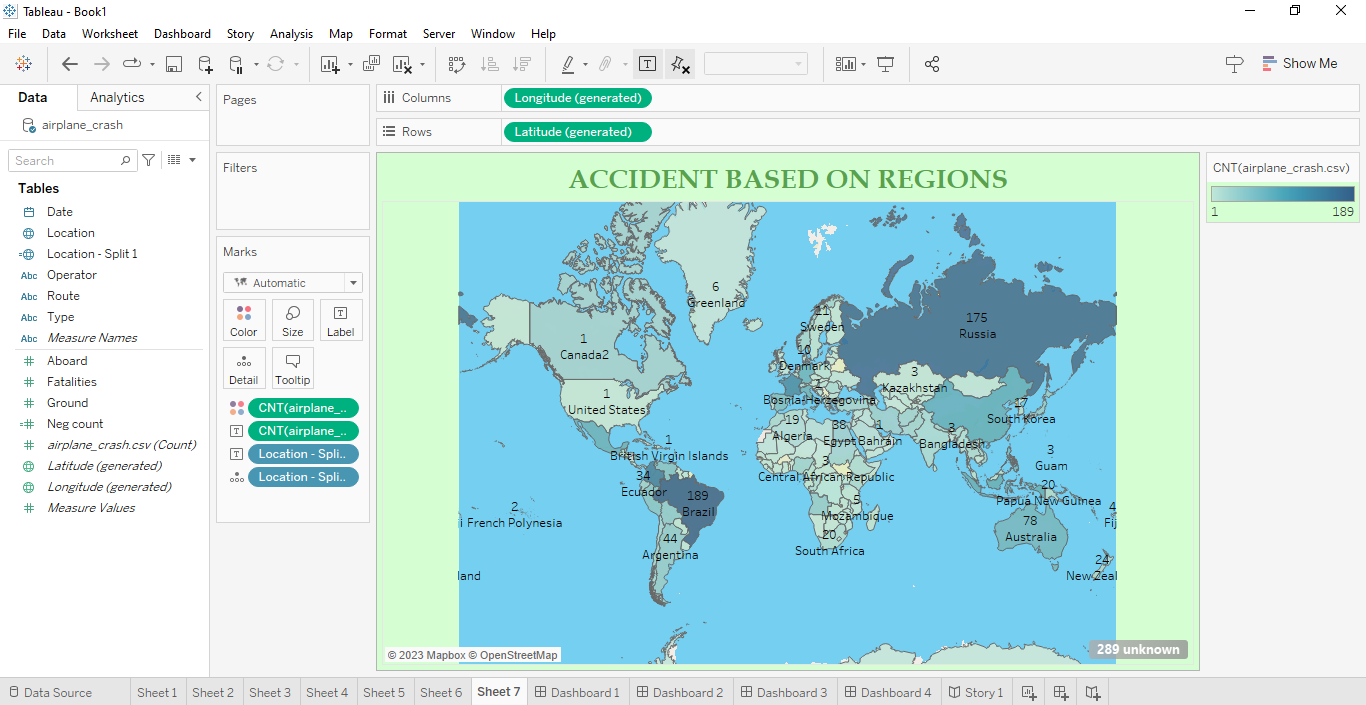 Tableau - Book1
File Data Worksheet Dashboard Story Analysis Map Format Server Window Help
Show Me
Data Analytics
airplane_crash
Search
Tables
Date
Location
Location - Split 1
Abc Operator
Abc Route
Abc Type
Abc Measure Names
Aboard
Fatalities
Ground
Neg count
airplane_crash.csv (Count)
Latitude (generated)
Longitude (generated)
Measure Values
Pages
Filters
Marks
Automatic
Color Size Label
Detail Tooltip
CNT(airplane_..
CNT(airplane_..
Location - Spli..
Location - Spli..
Columns Longitude (generated)
Rows Latitude (generated)
ACCIDENT BASED ON REGIONS
6
Greenland
1
Canada2
1
United States
21
Sweden
10
Denmark
175
Russia
3
Kazakhstan
Bosnia-Herzegovina
17
South Korea
19
Algeria
38
Egypt
1
Bahrain
3
Bangladesh
1
British Virgin Islands
3
Central African Republic
3
Guam
34
Ecuador
189
Brazil
5
Mozambique
20
Papua New Guinea
2
French Polynesia
78
Australia
4
Fij
44
Argentina
20
South Africa
24
New Zeal
land
© 2023 Mapbox © OpenStreetMap
289 unknown
CNT(airplane_crash.csv)
1 189
Data Source Sheet 1 Sheet 2 Sheet 3 Sheet 4 Sheet 5 Sheet 6 Sheet 7 Dashboard 1 Dashboard 2 Dashboard 3 Dashboard 4 Story 1